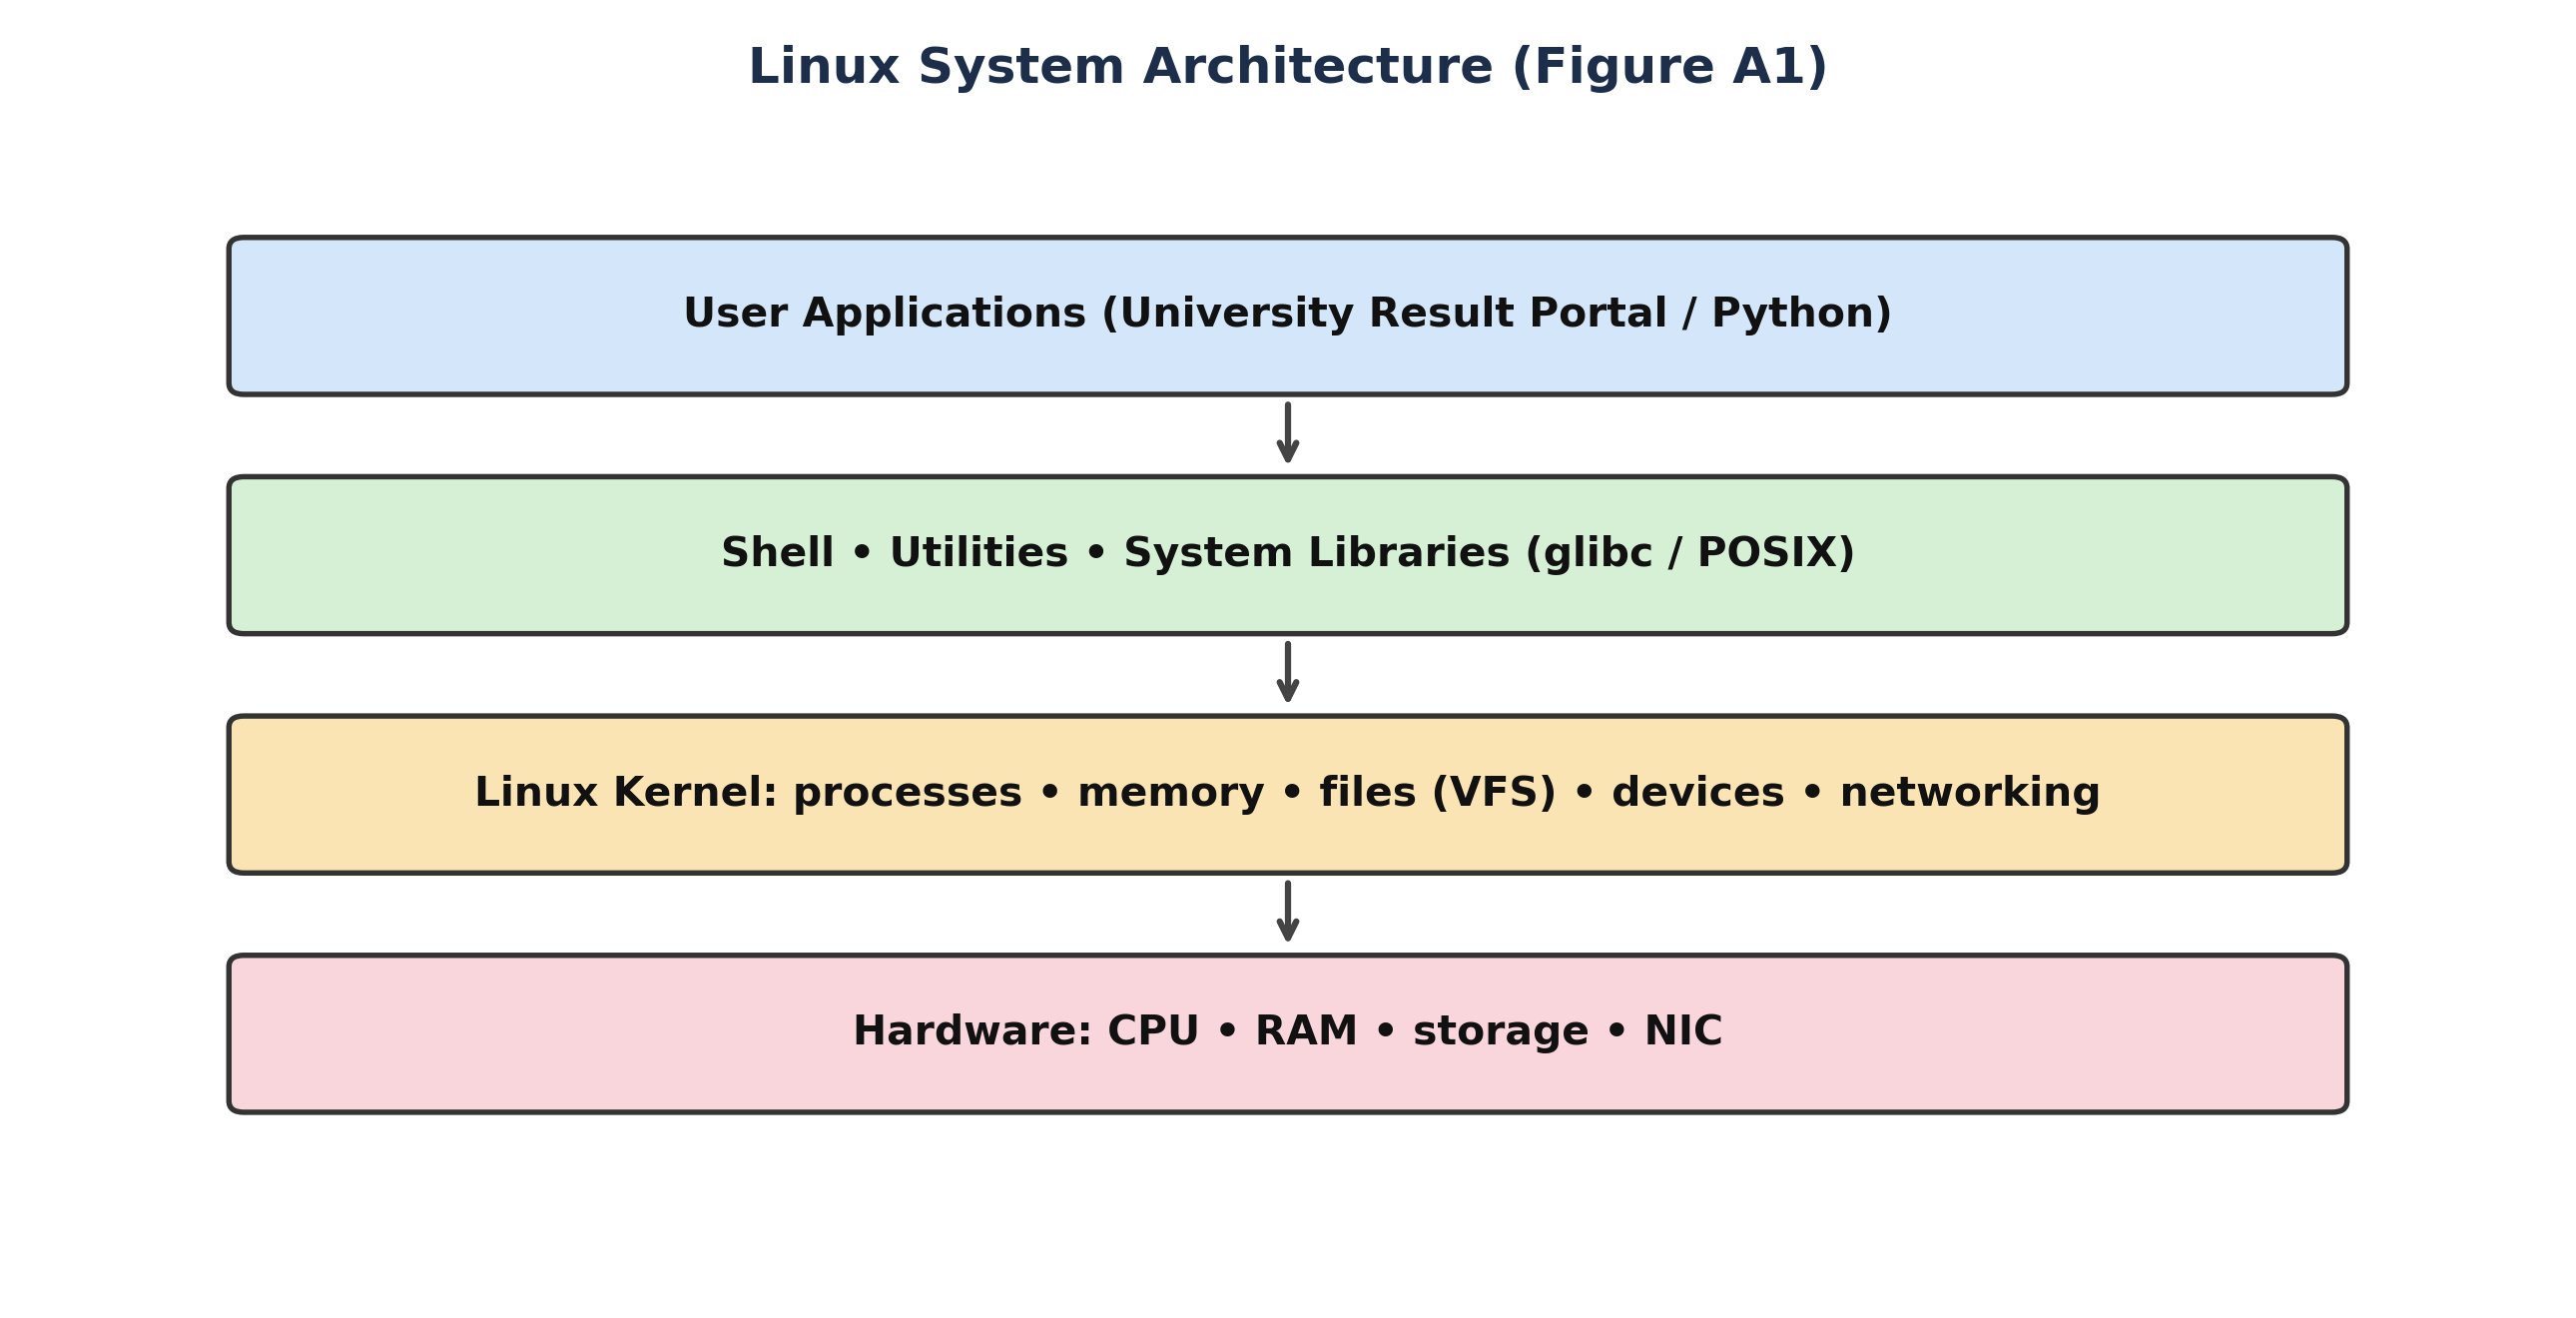 Linux System Architecture (Figure A1)
User Applications (University Result Portal / Python)
Shell • Utilities • System Libraries (glibc / POSIX)
Linux Kernel: processes • memory • files (VFS) • devices • networking
Hardware: CPU • RAM • storage • NIC